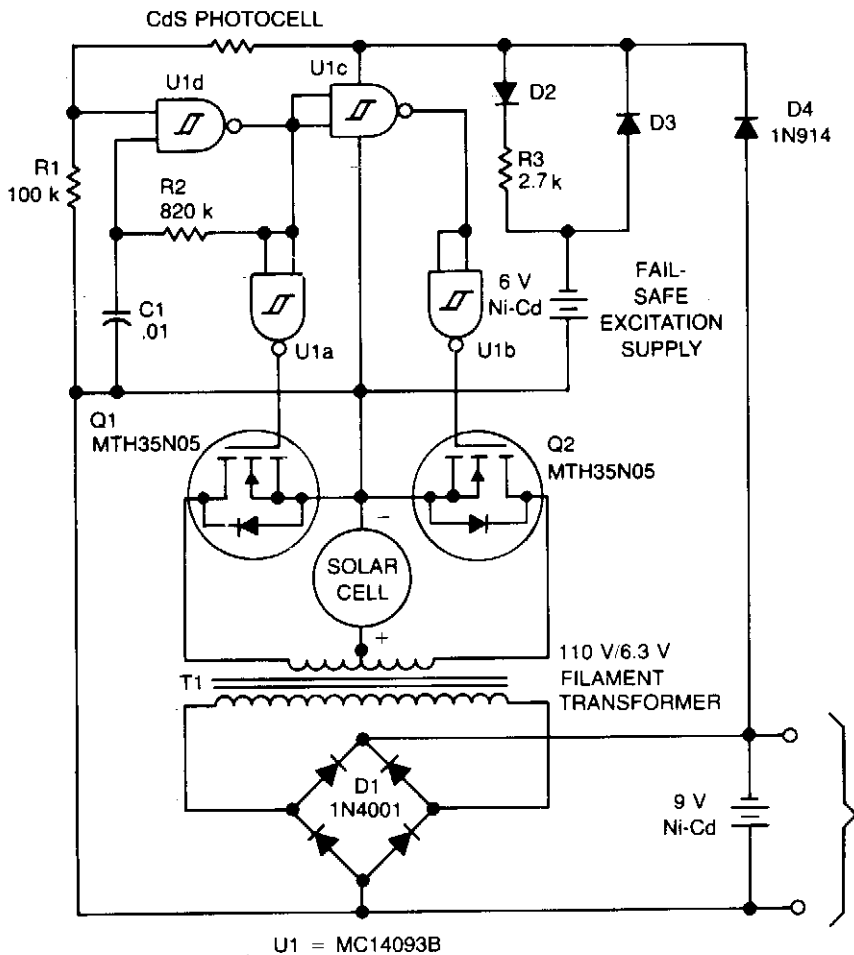 CdS PHOTOCELL
U1d
U1c
D2
D3
D4
1N914
R1
100 k
R2
820 k
R3
2.7 k
C1
.01
U1a
6 V
Ni-Cd
U1b
FAIL-
SAFE
EXCITATION
SUPPLY
Q1
MTH35N05
Q2
MTH35N05
−
SOLAR
CELL
+
T1
110 V/6.3 V
FILAMENT
TRANSFORMER
D1
1N4001
9 V
Ni-Cd
U1 = MC14093B